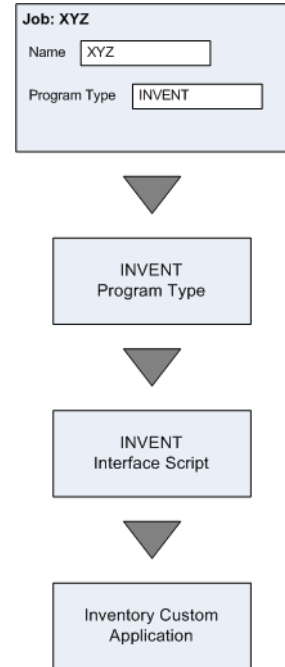 Job: XYZ
Name XYZ
Program Type INVENT
INVENT
Program Type
INVENT
Interface Script
Inventory Custom
Application